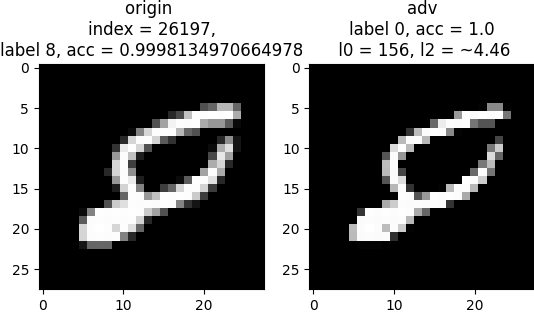 origin
index = 26197,
label 8, acc = 0.9998134970664978
adv
label 0, acc = 1.0
l0 = 156, l2 = ~4.46
0
5
10
15
20
25
0 10 20
0
5
10
15
20
25
0 10 20